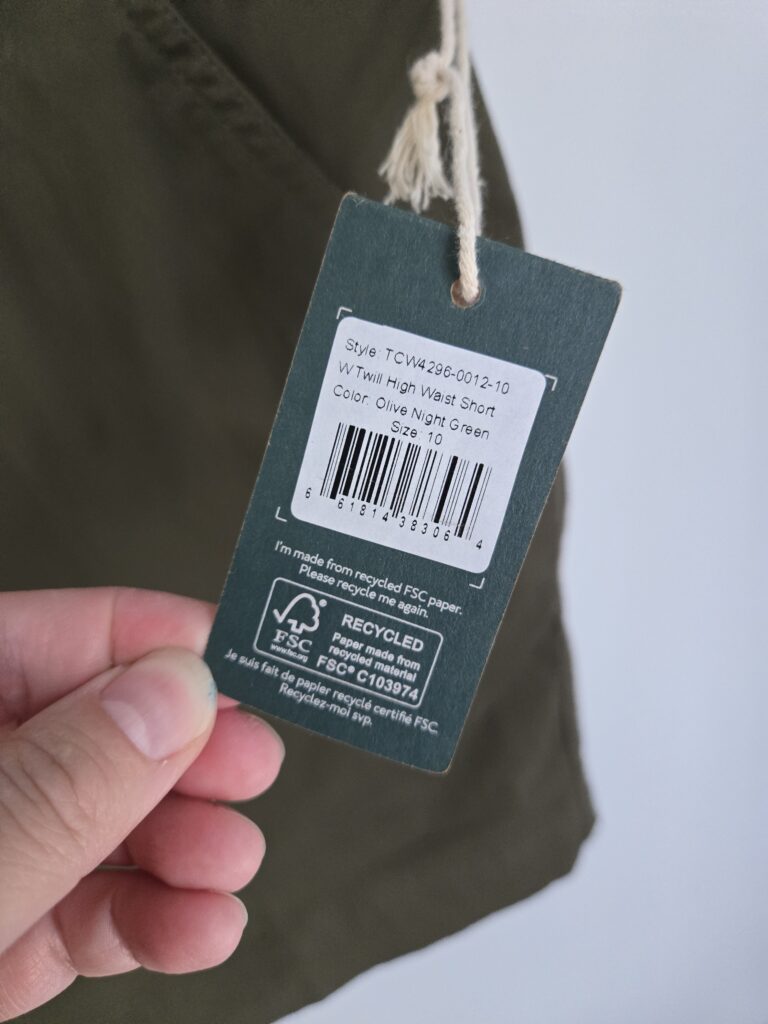 Style: TCW4296-0012-10
W Twill High Waist Short
Color: Olive Night Green
Size: 10
6 61814 38306 4
I'm made from recycled FSC paper.
Please recycle me again.
FSC®
www.fsc.org
RECYCLED
Paper made from
recycled material
FSC® C103974
Je suis fait de papier recyclé certifié FSC.
Recyclez-moi svp.